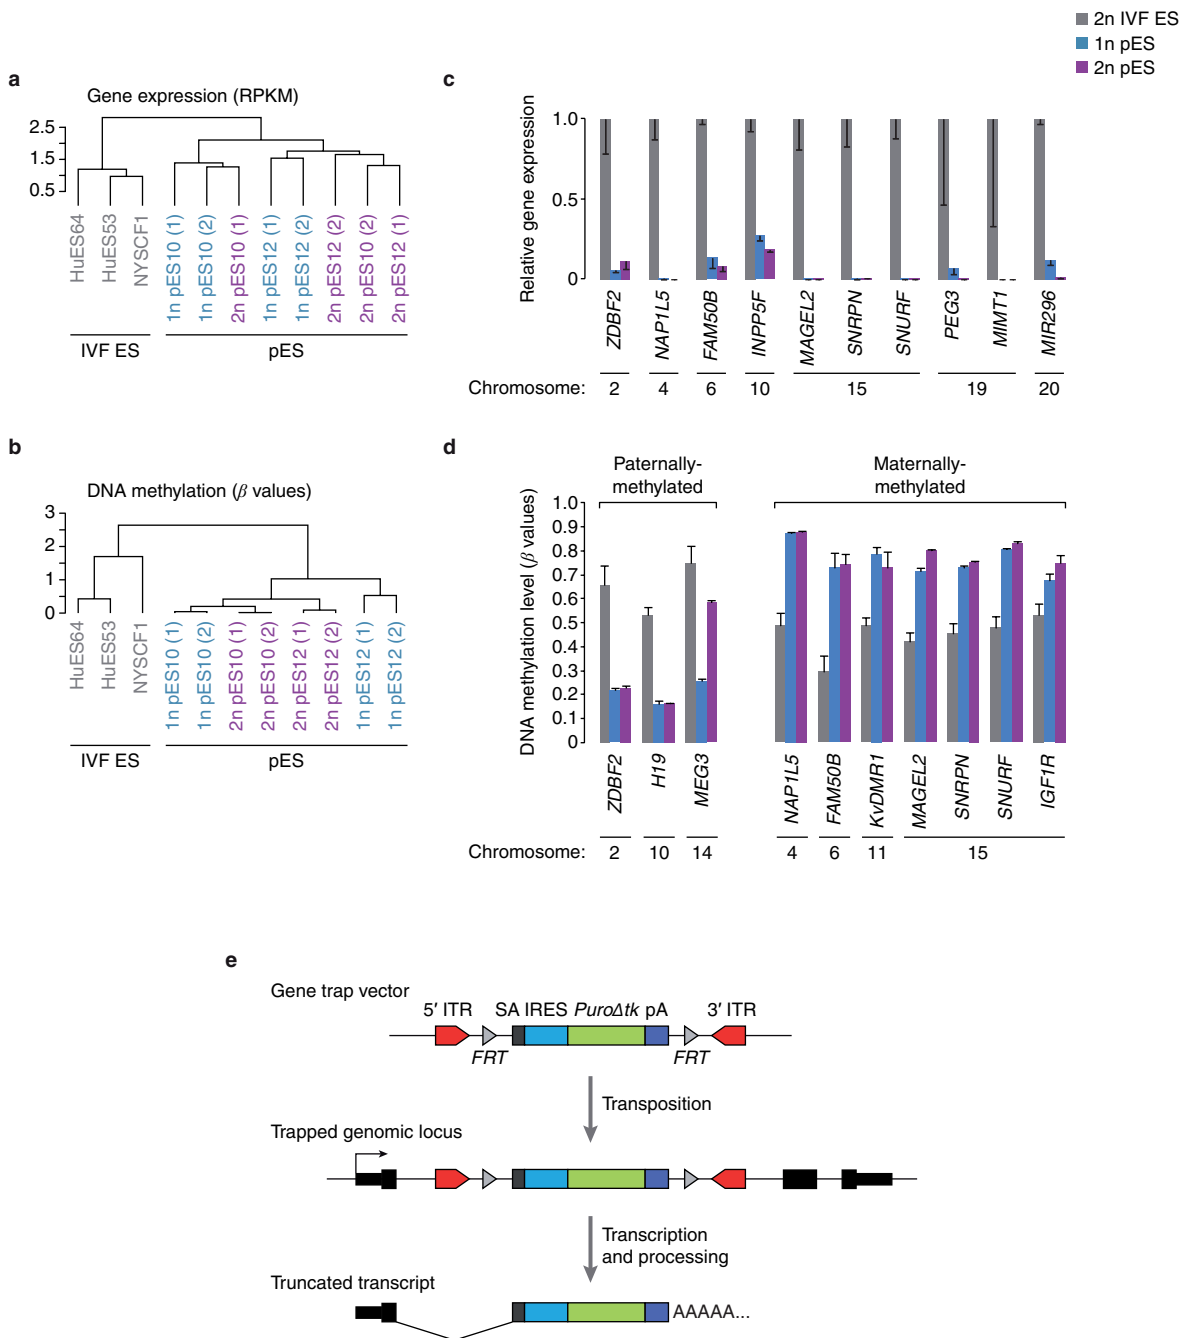 2n IVF ES
1n pES
2n pES
a
Gene expression (RPKM)
2.5
1.5
0.5
HuES64
HuES53
NYSCF1
1n pES10 (1)
1n pES10 (2)
2n pES10 (1)
1n pES12 (1)
1n pES12 (2)
2n pES12 (2)
2n pES10 (2)
2n pES12 (1)
IVF ES
pES
b
DNA methylation (β values)
3
2
1
0
HuES64
HuES53
NYSCF1
1n pES10 (1)
1n pES10 (2)
2n pES10 (1)
2n pES10 (2)
2n pES12 (1)
2n pES12 (2)
1n pES12 (1)
1n pES12 (2)
IVF ES
pES
c
Relative gene expression
1.0
0.5
0
ZDBF2
NAP1L5
FAM50B
INPP5F
MAGEL2
SNRPN
SNURF
PEG3
MIMT1
MIR296
Chromosome: 2 4 6 10 15 19 20
d
Paternally-
methylated
Maternally-
methylated
DNA methylation level (β values)
1.0
0.9
0.8
0.7
0.6
0.5
0.4
0.3
0.2
0.1
0
ZDBF2
H19
MEG3
NAP1L5
FAM50B
KvDMR1
MAGEL2
SNRPN
SNURF
IGF1R
Chromosome: 2 10 14 4 6 11 15
e
Gene trap vector
5′ ITR SA IRES PuroΔtk pA 3′ ITR
FRT FRT
Transposition
Trapped genomic locus
Transcription
and processing
Truncated transcript
AAAAA...